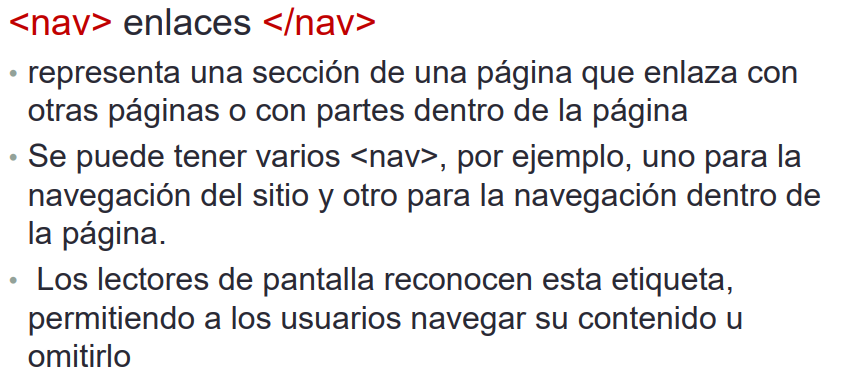 <nav> enlaces </nav>
• representa una sección de una página que enlaza con
otras páginas o con partes dentro de la página
• Se puede tener varios <nav>, por ejemplo, uno para la
navegación del sitio y otro para la navegación dentro de
la página.
• Los lectores de pantalla reconocen esta etiqueta,
permitiendo a los usuarios navegar su contenido u
omitirlo